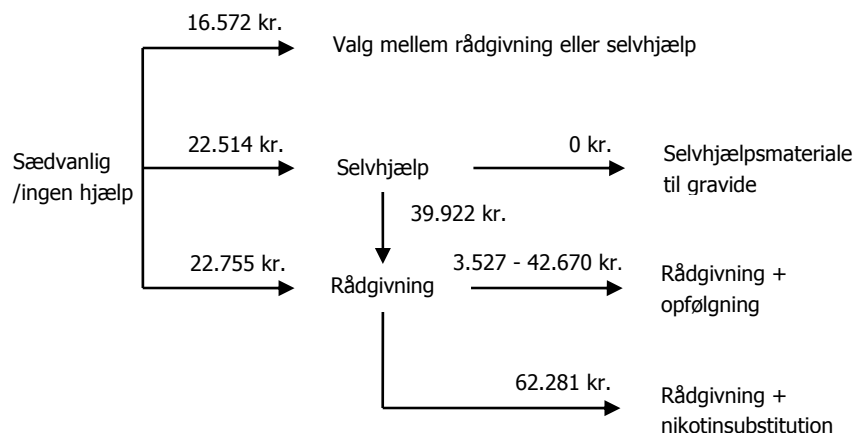 16.572 kr.
Valg mellem rådgivning eller selvhjælp
Sædvanlig
/ingen hjælp
22.514 kr.
Selvhjælp
0 kr.
Selvhjælpsmateriale
til gravide
39.922 kr.
22.755 kr.
Rådgivning
3.527 - 42.670 kr.
Rådgivning +
opfølgning
62.281 kr.
Rådgivning +
nikotinsubstitution